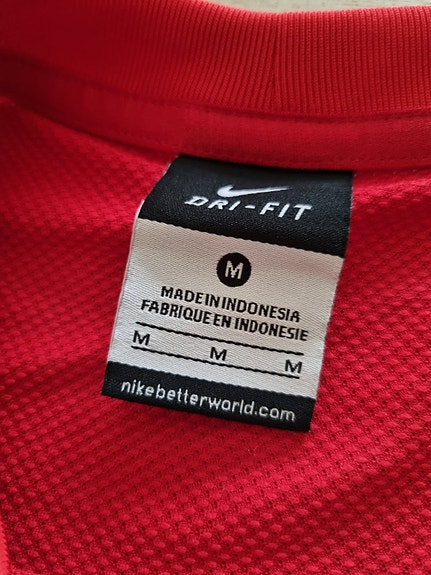 DRI-FIT
M
MADE IN INDONESIA
FABRIQUE EN INDONESIE
M M M
nikebetterworld.com